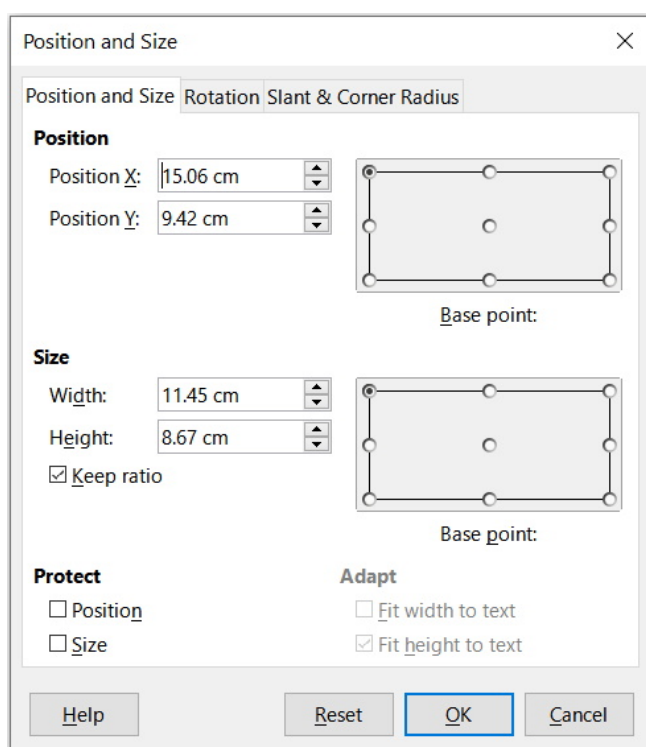 Position and Size
Position and Size Rotation Slant & Corner Radius
Position
Position X: 15.06 cm
Position Y: 9.42 cm
Base point:
Size
Width: 11.45 cm
Height: 8.67 cm
Keep ratio
Base point:
Protect Adapt
Position Fit width to text
Size Fit height to text
Help Reset OK Cancel